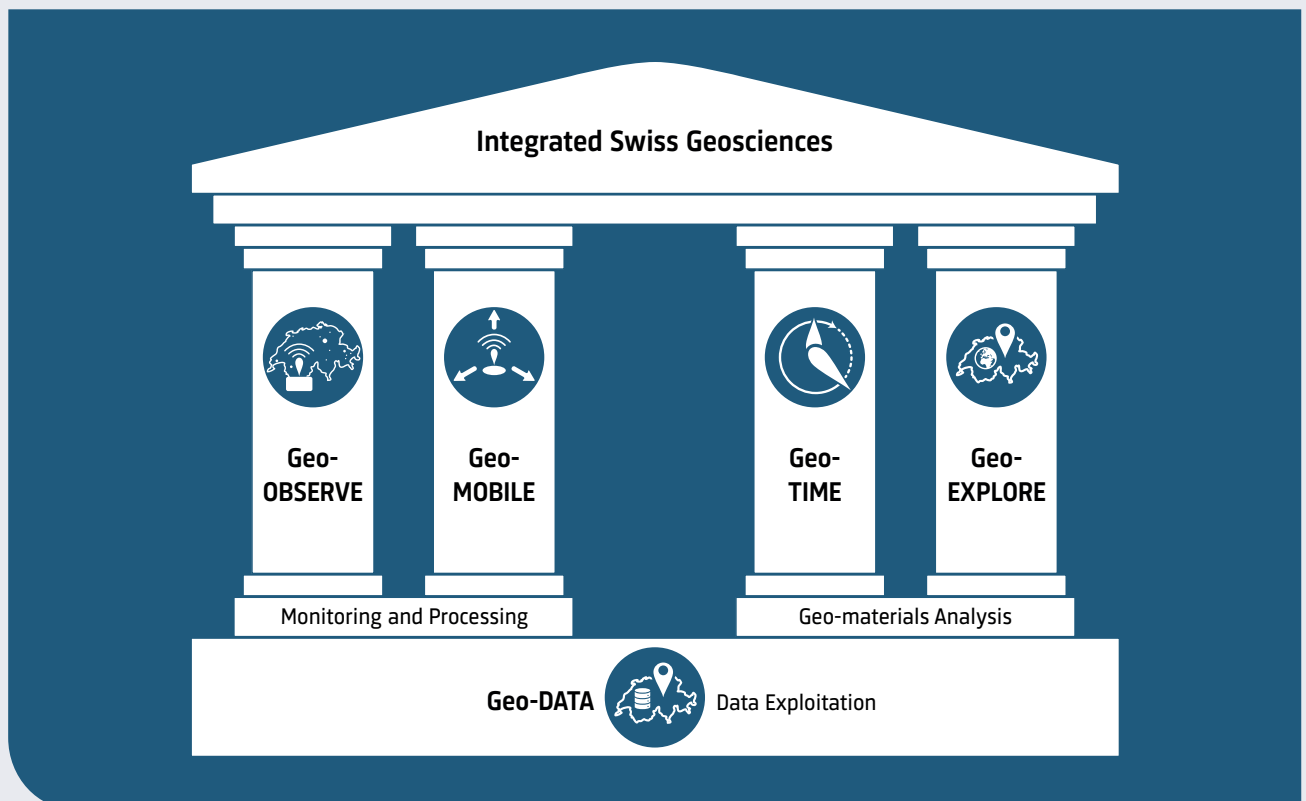 Integrated Swiss Geosciences
Geo-
OBSERVE
Geo-
MOBILE
Geo-
TIME
Geo-
EXPLORE
Monitoring and Processing
Geo-materials Analysis
Geo-DATA
Data Exploitation